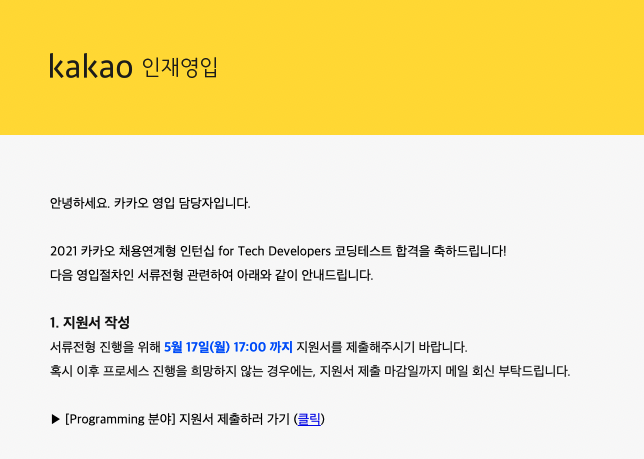 kakao 인재영입
안녕하세요. 카카오 영입 담당자입니다.
2021 카카오 채용연계형 인턴십 for Tech Developers 코딩테스트 합격을 축하드립니다!
다음 영입절차인 서류전형 관련하여 아래와 같이 안내드립니다.
1. 지원서 작성
서류전형 진행을 위해 5월 17일(월) 17:00 까지 지원서를 제출해주시기 바랍니다.
혹시 이후 프로세스 진행을 희망하지 않는 경우에는, 지원서 제출 마감일까지 메일 회신 부탁드립니다.
▶ [Programming 분야] 지원서 제출하러 가기 (클릭)